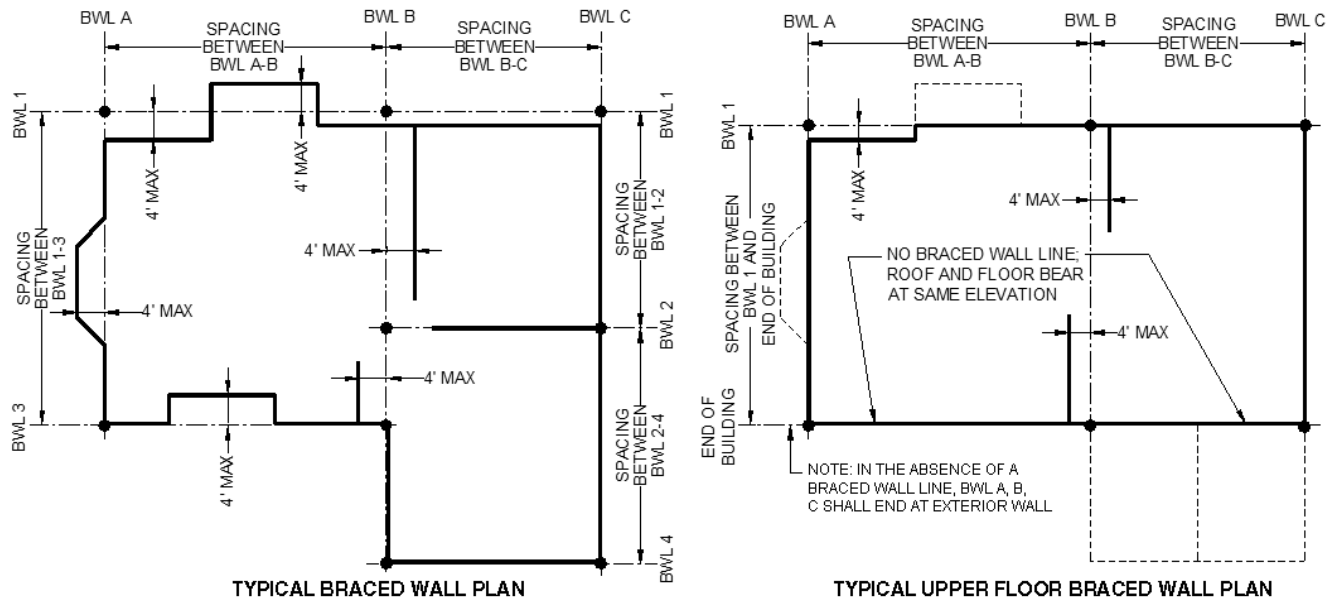 BWL A
SPACING
BETWEEN
BWL A-B
BWL B
SPACING
BETWEEN
BWL B-C
BWL C
BWL 1
BWL 1
4' MAX
4' MAX
4' MAX
SPACING
BETWEEN
BWL 1-2
SPACING
BETWEEN
BWL 1-3
4' MAX
BWL 2
4' MAX
BWL 3
4' MAX
SPACING
BETWEEN
BWL 2-4
BWL 4
TYPICAL BRACED WALL PLAN
BWL A
SPACING
BETWEEN
BWL A-B
BWL B
SPACING
BETWEEN
BWL B-C
BWL C
BWL 1
BWL 1
4' MAX
4' MAX
SPACING BETWEEN
BWL 1 AND
END OF BUILDING
NO BRACED WALL LINE;
ROOF AND FLOOR BEAR
AT SAME ELEVATION
4' MAX
END OF
BUILDING
NOTE: IN THE ABSENCE OF A
BRACED WALL LINE, BWL A, B,
C SHALL END AT EXTERIOR WALL
TYPICAL UPPER FLOOR BRACED WALL PLAN